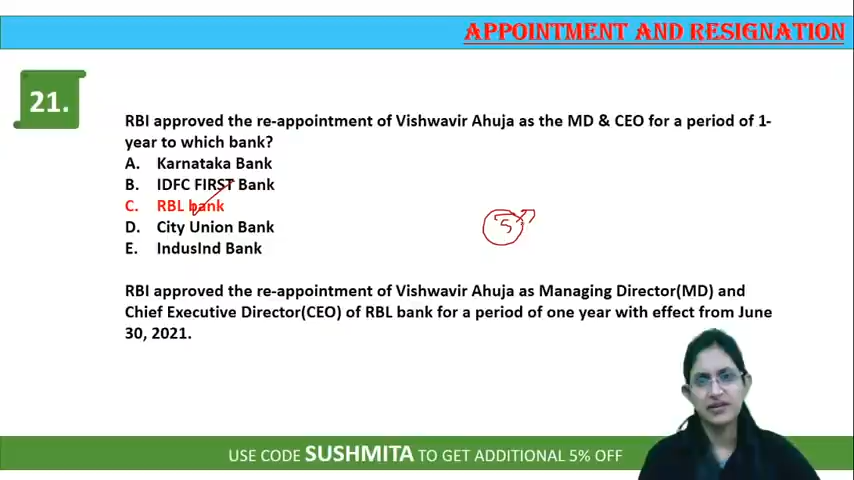 APPOINTMENT AND RESIGNATION
21.
RBI approved the re-appointment of Vishwavir Ahuja as the MD & CEO for a period of 1-
year to which bank?
A. Karnataka Bank
B. IDFC FIRST Bank
C. RBL bank
D. City Union Bank
E. IndusInd Bank
5
RBI approved the re-appointment of Vishwavir Ahuja as Managing Director(MD) and
Chief Executive Director(CEO) of RBL bank for a period of one year with effect from June
30, 2021.
USE CODE SUSHMITA TO GET ADDITIONAL 5% OFF